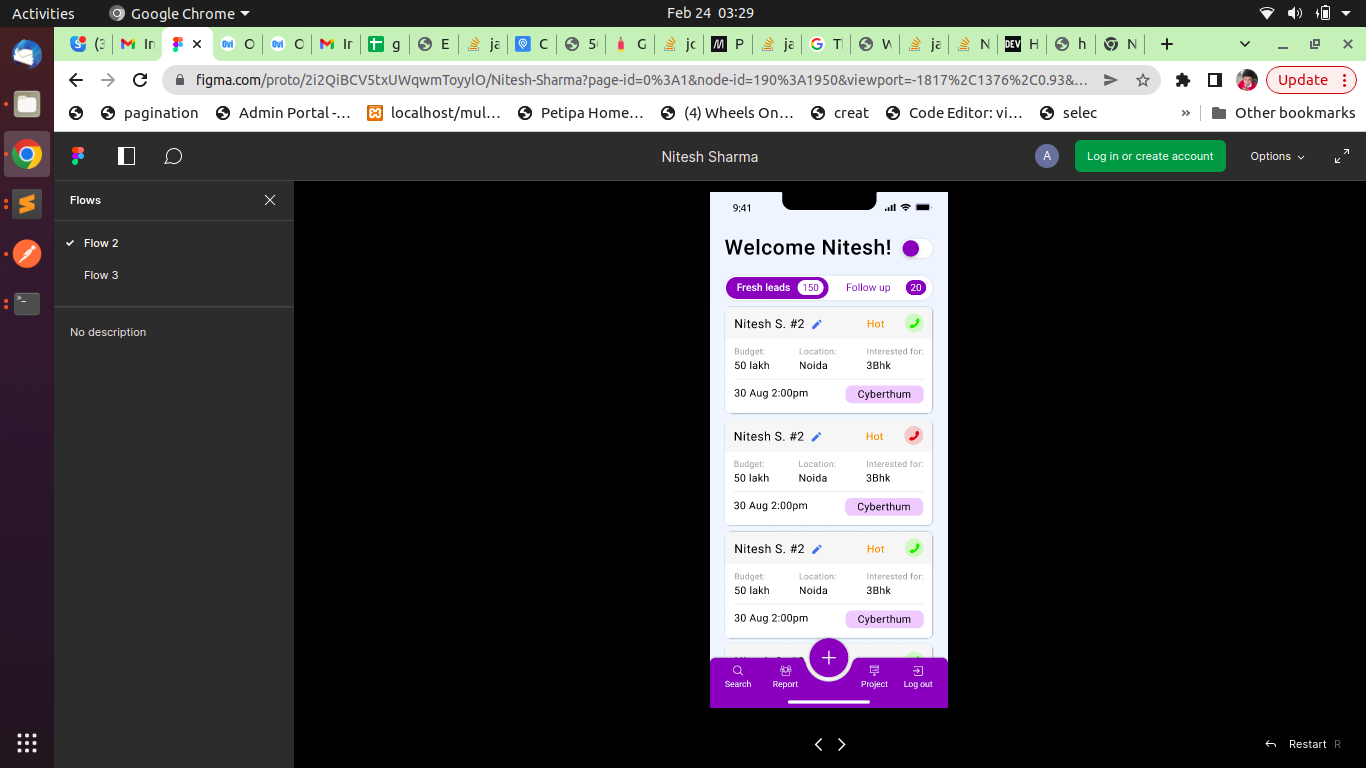 Activities Google Chrome Feb 24 03:29
(3 In O O In g E ja C 5( G jc P ja Tl W ja N H h N
figma.com/proto/2i2QiBCV5txUWqwmToyylO/Nitesh-Sharma?page-id=0%3A1&node-id=190%3A1950&viewport=-1817%2C1376%2C0.93&... Update
pagination Admin Portal -... localhost/mul... Petipa Home... (4) Wheels On... creat Code Editor: vi... selec » Other bookmarks
Nitesh Sharma A Log in or create account Options
Flows
Flow 2
Flow 3
No description
9:41
Welcome Nitesh!
Fresh leads 150 Follow up 20
Nitesh S. #2 Hot
Budget: Location: Interested for:
50 lakh Noida 3Bhk
30 Aug 2:00pm Cyberthum
Nitesh S. #2 Hot
Budget: Location: Interested for:
50 lakh Noida 3Bhk
30 Aug 2:00pm Cyberthum
Nitesh S. #2 Hot
Budget: Location: Interested for:
50 lakh Noida 3Bhk
30 Aug 2:00pm Cyberthum
Search Report Project Log out
Restart R